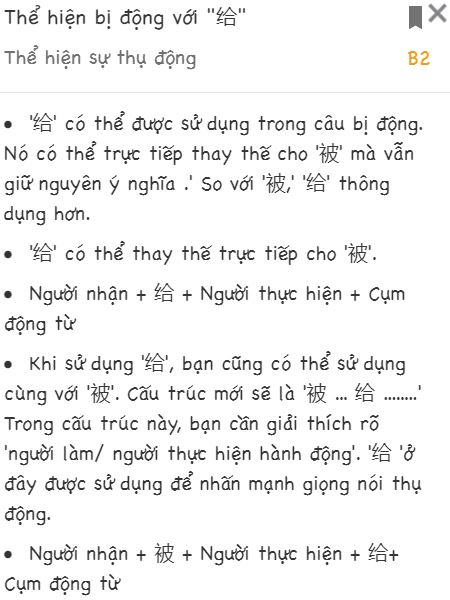 Thể hiện bị động với "给"
Thể hiện sự thụ động B2
• '给' có thể được sử dụng trong câu bị động.
Nó có thể trực tiếp thay thế cho '被' mà vẫn
giữ nguyên ý nghĩa .' So với '被,' '给' thông
dụng hơn.
• '给' có thể thay thế trực tiếp cho '被'.
• Người nhận + 给 + Người thực hiện + Cụm
động từ
• Khi sử dụng '给', bạn cũng có thể sử dụng
cùng với '被'. Cấu trúc mới sẽ là '被 ... 给 ........'
Trong cấu trúc này, bạn cần giải thích rõ
'người làm/ người thực hiện hành động'. '给 'ở
đây được sử dụng để nhấn mạnh giọng nói thụ
động.
• Người nhận + 被 + Người thực hiện + 给+
Cụm động từ